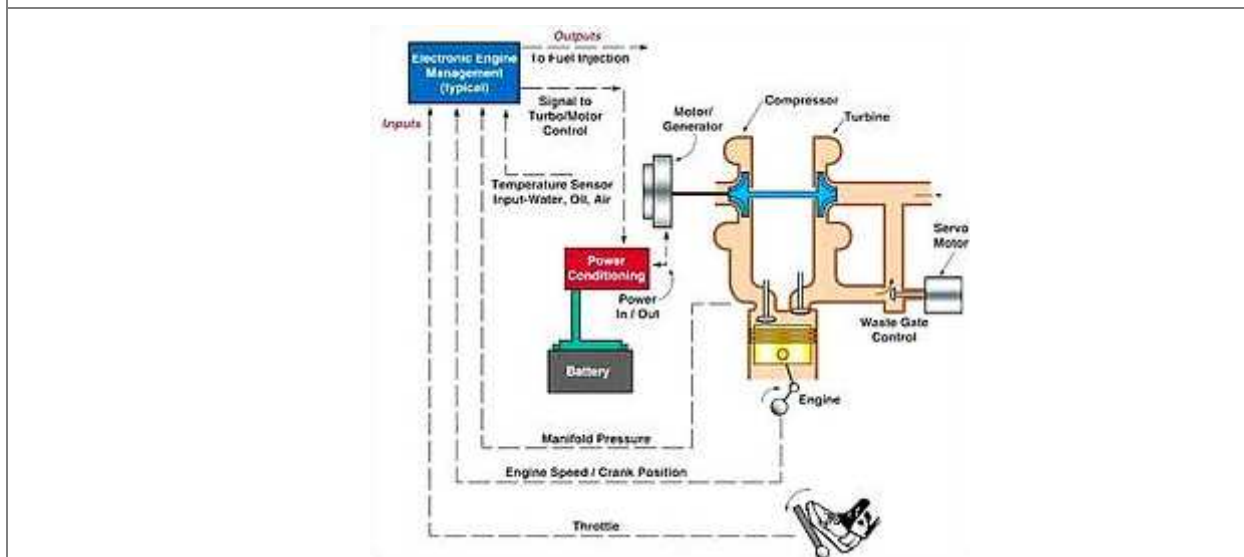 Outputs
Electronic Engine
Management
(typical)
To Fuel Injection
Signal to
Turbo/Motor
Control
Inputs
Motor/
Generator
Compressor
Turbine
Temperature Sensor
Input-Water, Oil, Air
Servo
Motor
Power
Conditioning
Power
In / Out
Waste Gate
Control
Battery
Engine
Manifold Pressure
Engine Speed / Crank Position
Throttle